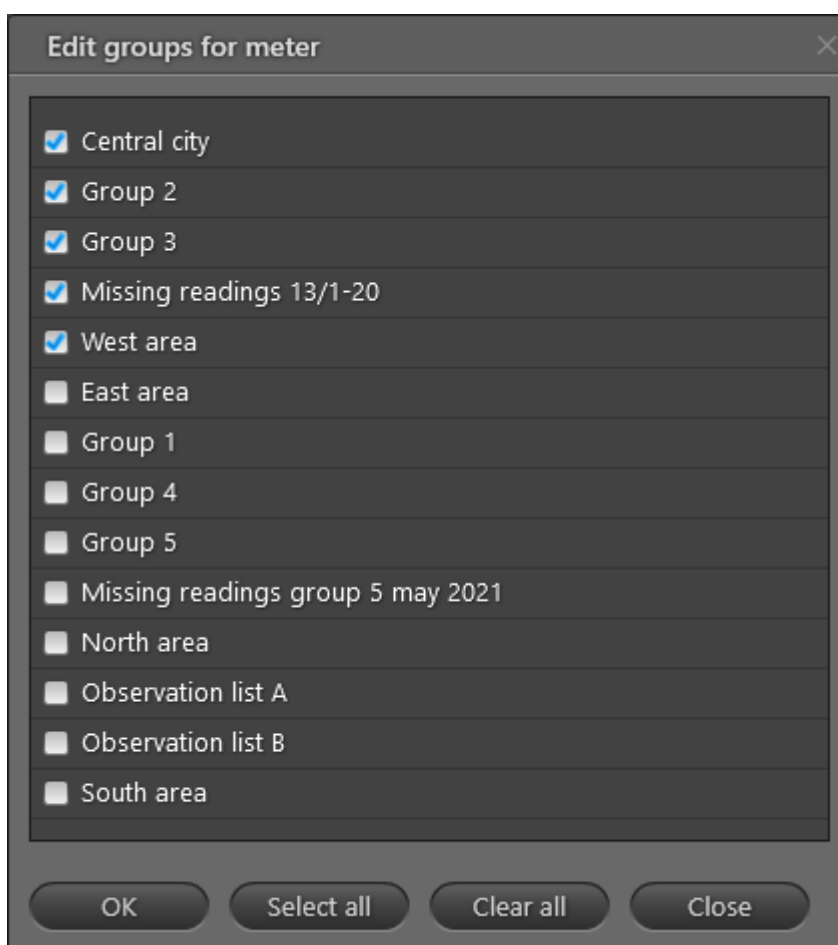 Edit groups for meter
Central city
Group 2
Group 3
Missing readings 13/1-20
West area
East area
Group 1
Group 4
Group 5
Missing readings group 5 may 2021
North area
Observation list A
Observation list B
South area
OK Select all Clear all Close